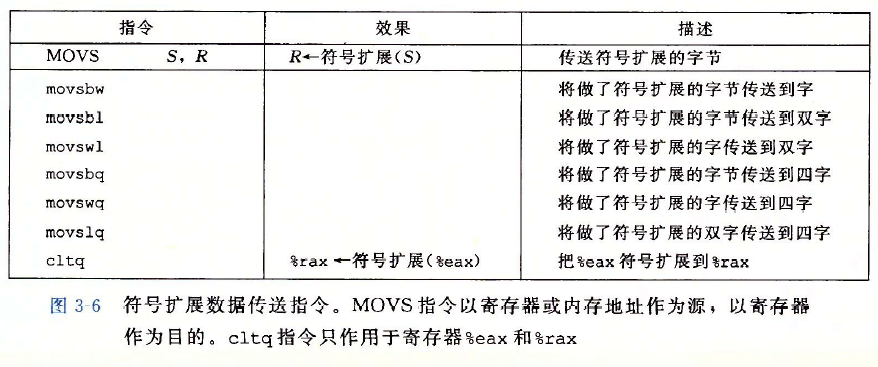 指令 效果 描述
MOVS S, R R←符号扩展(S) 传送符号扩展的字节
movsbw 将做了符号扩展的字节传送到字
movsbl 将做了符号扩展的字节传送到双字
movswl 将做了符号扩展的字传送到双字
movsbq 将做了符号扩展的字节传送到四字
movswq 将做了符号扩展的字传送到四字
movslq 将做了符号扩展的双字传送到四字
cltq %rax←符号扩展(%eax) 把%eax符号扩展到%rax
图 3-6 符号扩展数据传送指令。MOVS 指令以寄存器或内存地址作为源，以寄存器
作为目的。cltq指令只作用于寄存器%eax 和%rax